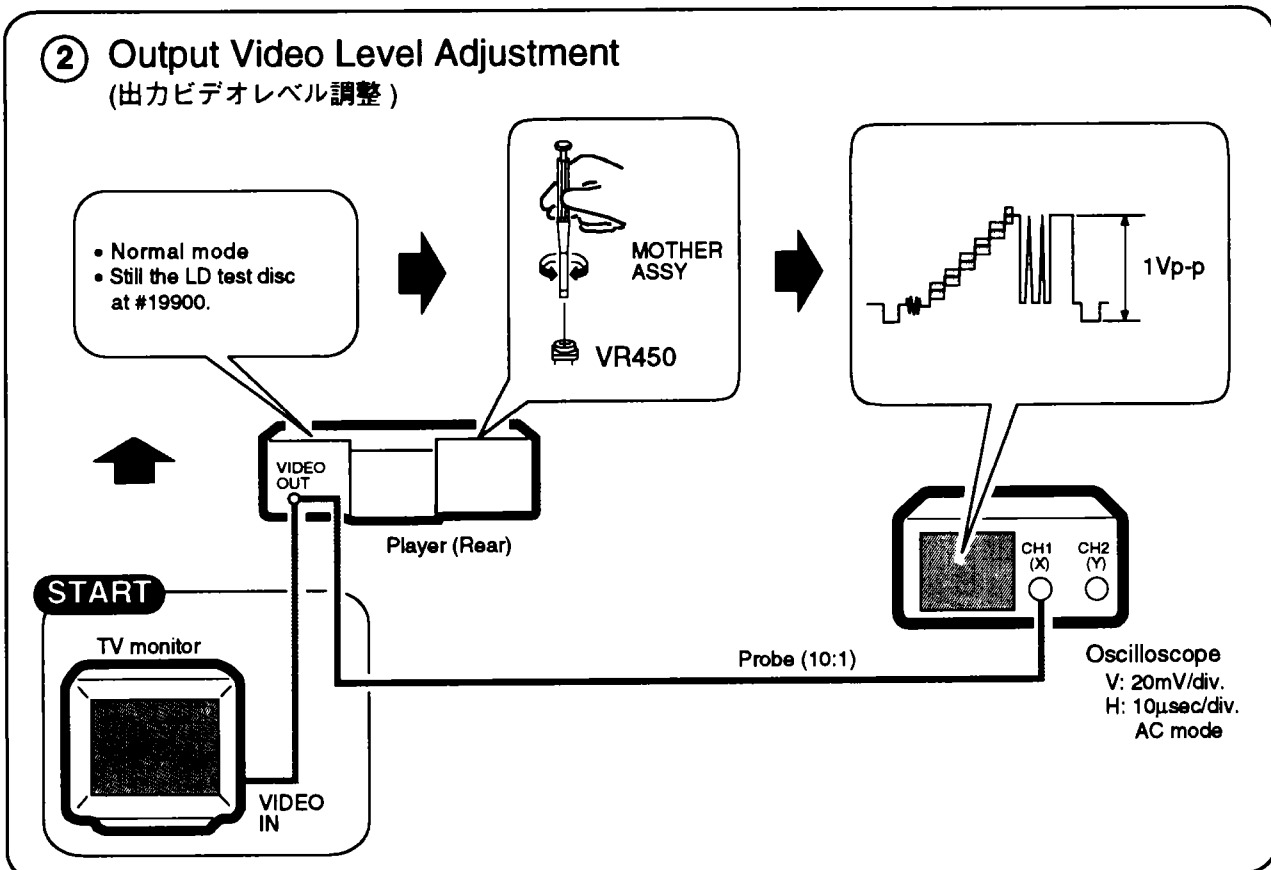 ② Output Video Level Adjustment
(出力ビデオレベル調整)
• Normal mode
• Still the LD test disc
at #19900.
MOTHER
ASSY
VR450
1Vp-p
VIDEO
OUT
Player (Rear)
CH1
(X)
CH2
(Y)
START
TV monitor
VIDEO
IN
Probe (10:1)
Oscilloscope
V: 20mV/div.
H: 10µsec/div.
AC mode